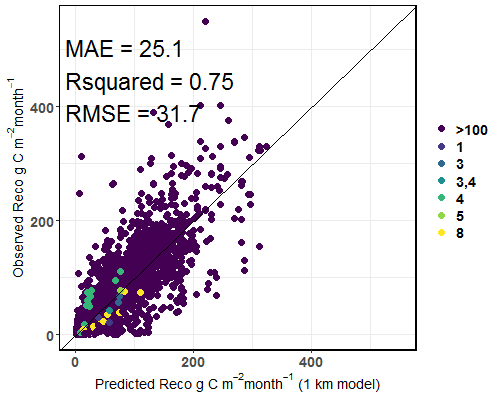 MAE = 25.1
Rsquared = 0.75
RMSE = 31.7
400
200
0
0
200
400
Observed Reco g C m⁻²month⁻¹
Predicted Reco g C m⁻²month⁻¹ (1 km model)
>100
1
3
3,4
4
5
8